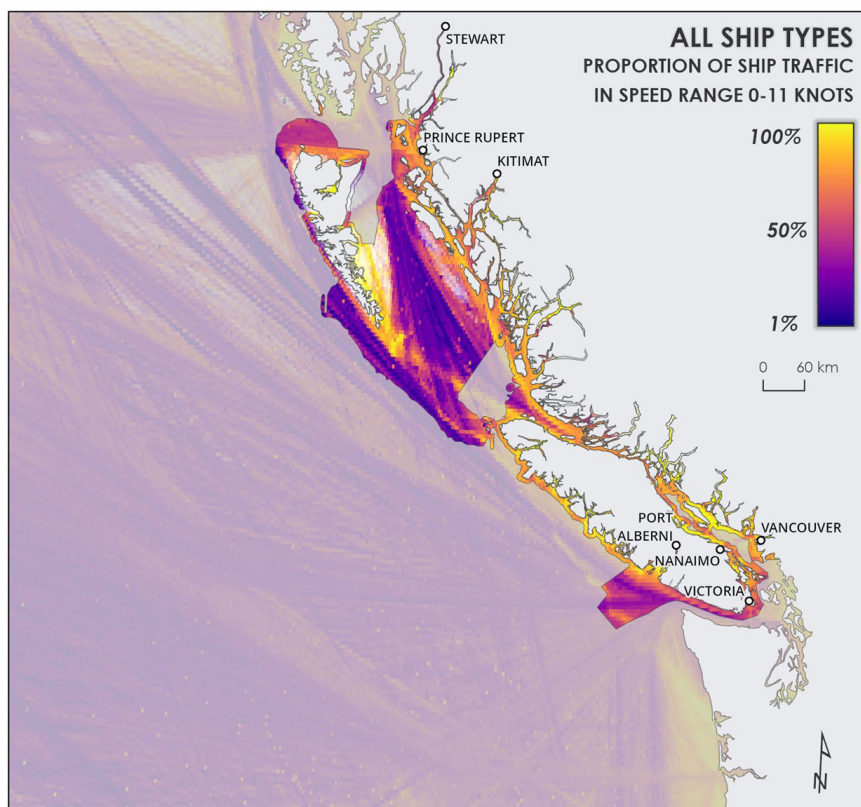 ALL SHIP TYPES
PROPORTION OF SHIP TRAFFIC
IN SPEED RANGE 0-11 KNOTS
STEWART
PRINCE RUPERT
KITIMAT
100%
50%
1%
0 60 km
PORT
ALBERNI
VANCOUVER
NANAIMO
VICTORIA
N